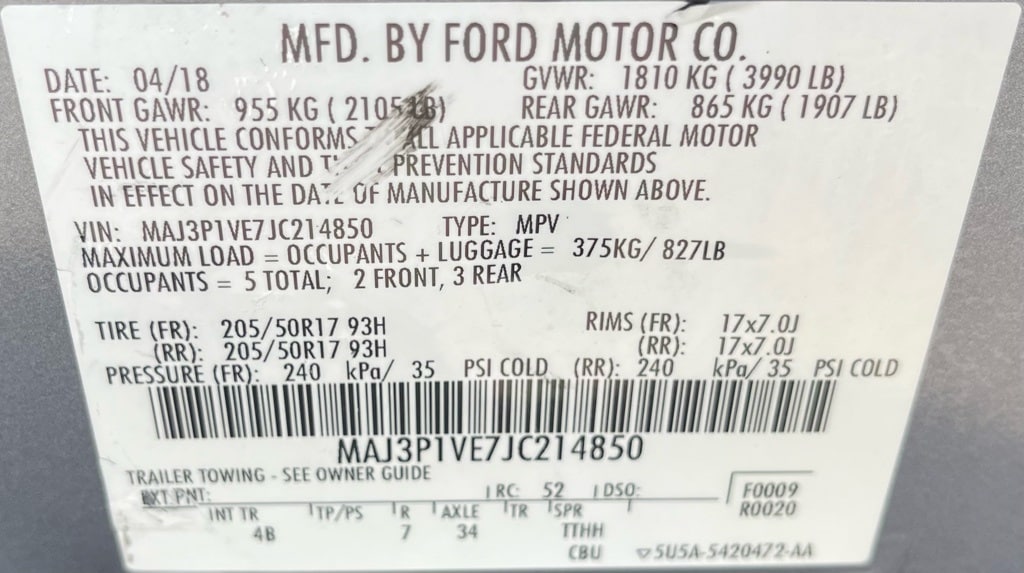 MFD. BY FORD MOTOR CO.
DATE: 04/18 GVWR: 1810 KG ( 3990 LB)
FRONT GAWR: 955 KG ( 2105 LB) REAR GAWR: 865 KG ( 1907 LB)
THIS VEHICLE CONFORMS ALL APPLICABLE FEDERAL MOTOR
VEHICLE SAFETY AND PREVENTION STANDARDS
IN EFFECT ON THE DATE OF MANUFACTURE SHOWN ABOVE.
VIN: MAJ3P1VE7JC214850 TYPE: MPV
MAXIMUM LOAD = OCCUPANTS + LUGGAGE = 375KG/ 827LB
OCCUPANTS = 5 TOTAL; 2 FRONT, 3 REAR
TIRE (FR): 205/50R17 93H RIMS (FR): 17x7.0J
(RR): 205/50R17 93H (RR): 17x7.0J
PRESSURE (FR): 240 kPa/ 35 PSI COLD (RR): 240 kPa/ 35 PSI COLD
MAJ3P1VE7JC214850
TRAILER TOWING - SEE OWNER GUIDE
EXT PNT: RC: 52 DSO: F0009
INT TR TP/PS R AXLE TR SPR R0020
4B 7 34 TTHH
CBU ▽5U5A-5420472-AA